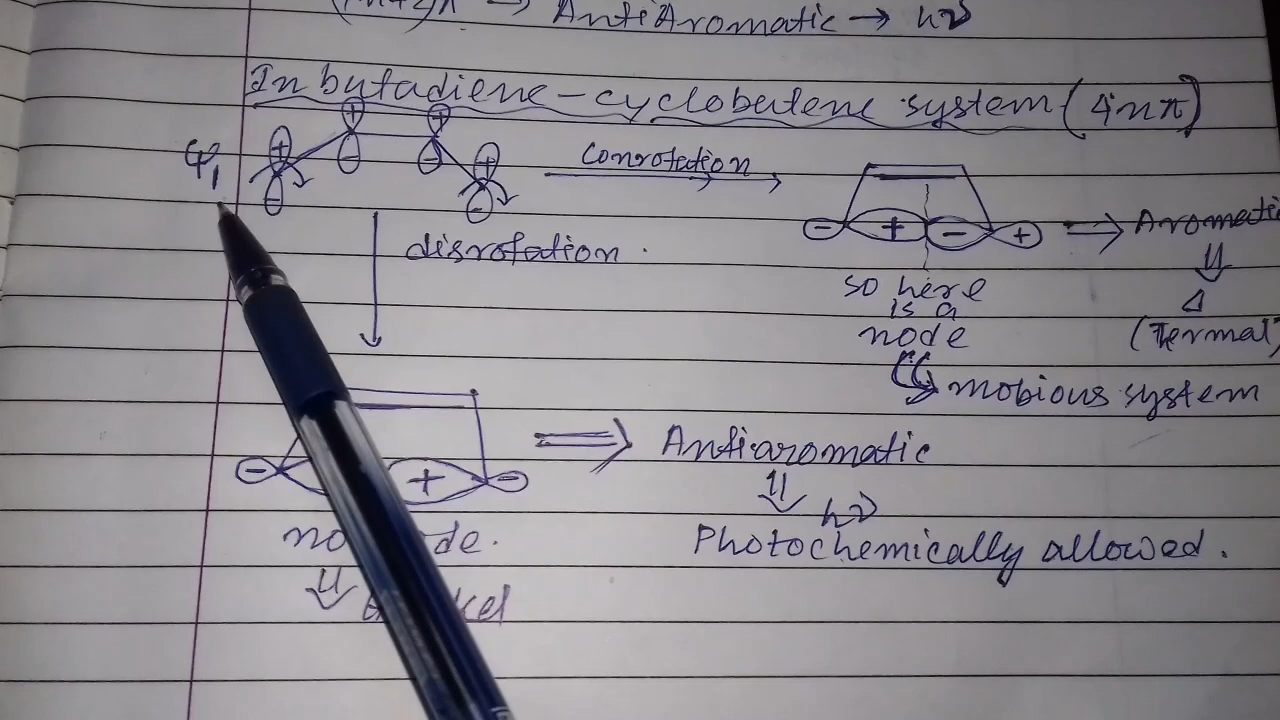 → AntiAromatic → hν
In butadiene-cyclobutene system (4nπ)
Ψ₁
Conrotation
disrotation.
⇒ Aromati
so here
is a
node
Δ
(Termal)
mobious system
⇒ Antiaromatic
hν
Photochemically allowed.